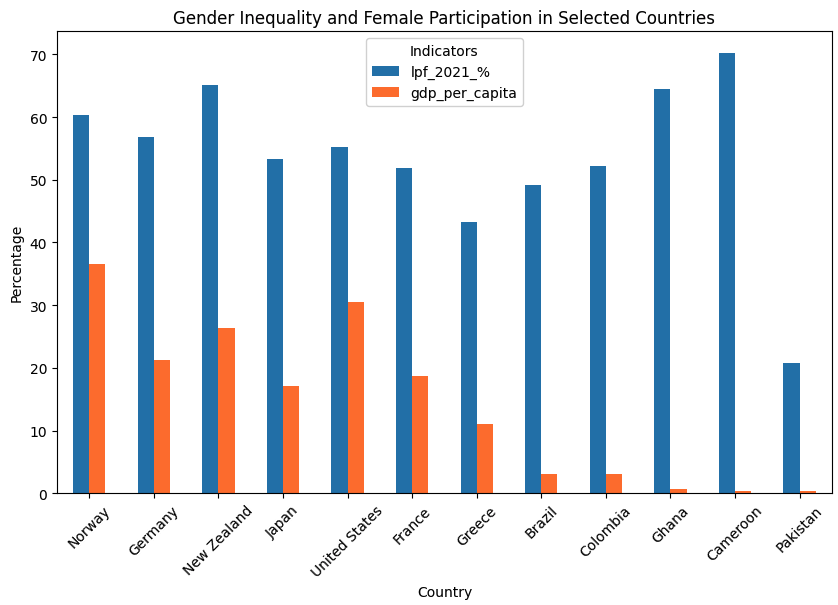 Gender Inequality and Female Participation in Selected Countries
Indicators
lpf_2021_%
gdp_per_capita
Percentage
70
60
50
40
30
20
10
0
Norway
Germany
New Zealand
Japan
United States
France
Greece
Brazil
Colombia
Ghana
Cameroon
Pakistan
Country